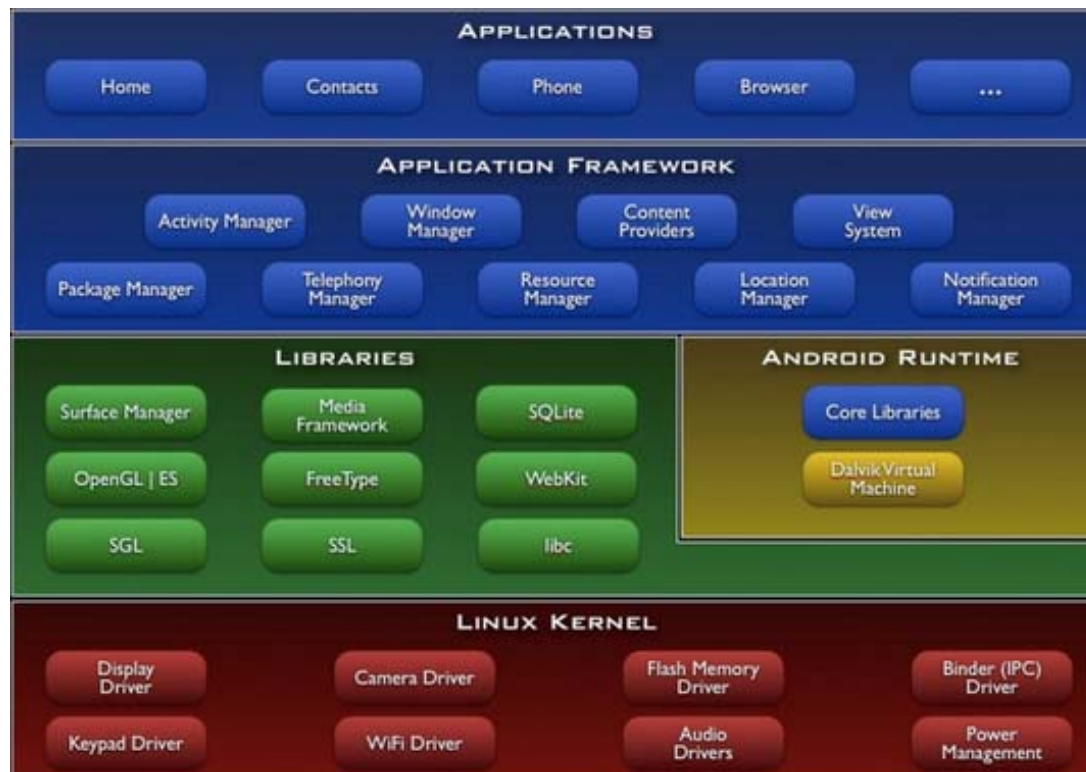 APPLICATIONS
Home
Contacts
Phone
Browser
...
APPLICATION FRAMEWORK
Activity Manager
Window
Manager
Content
Providers
View
System
Package Manager
Telephony
Manager
Resource
Manager
Location
Manager
Notification
Manager
LIBRARIES
Surface Manager
Media
Framework
SQLite
OpenGL | ES
FreeType
WebKit
SGL
SSL
libc
ANDROID RUNTIME
Core Libraries
Dalvik Virtual
Machine
LINUX KERNEL
Display
Driver
Camera Driver
Flash Memory
Driver
Binder (IPC)
Driver
Keypad Driver
WiFi Driver
Audio
Drivers
Power
Management